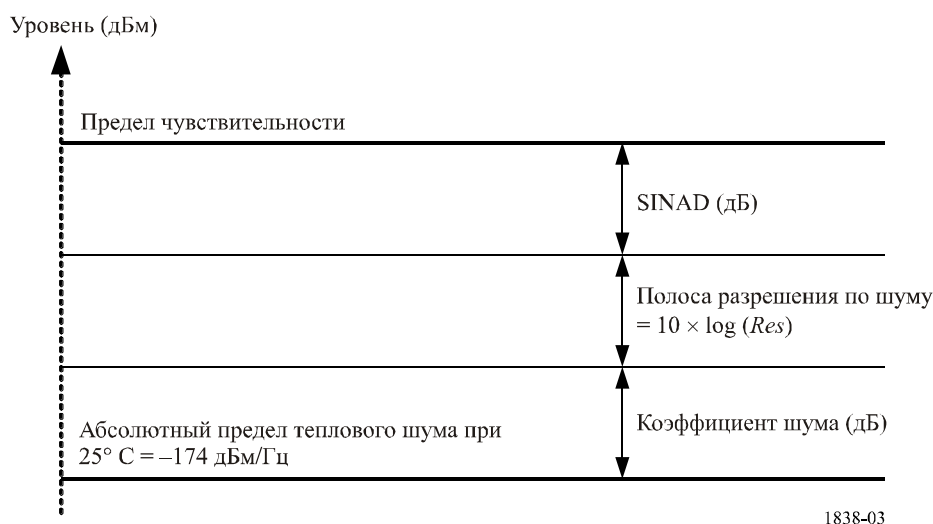 Уровень (дБм)
Предел чувствительности
SINAD (дБ)
Полоса разрешения по шуму
= 10 × log (Res)
Коэффициент шума (дБ)
Абсолютный предел теплового шума при
25° C = –174 дБм/Гц
1838-03